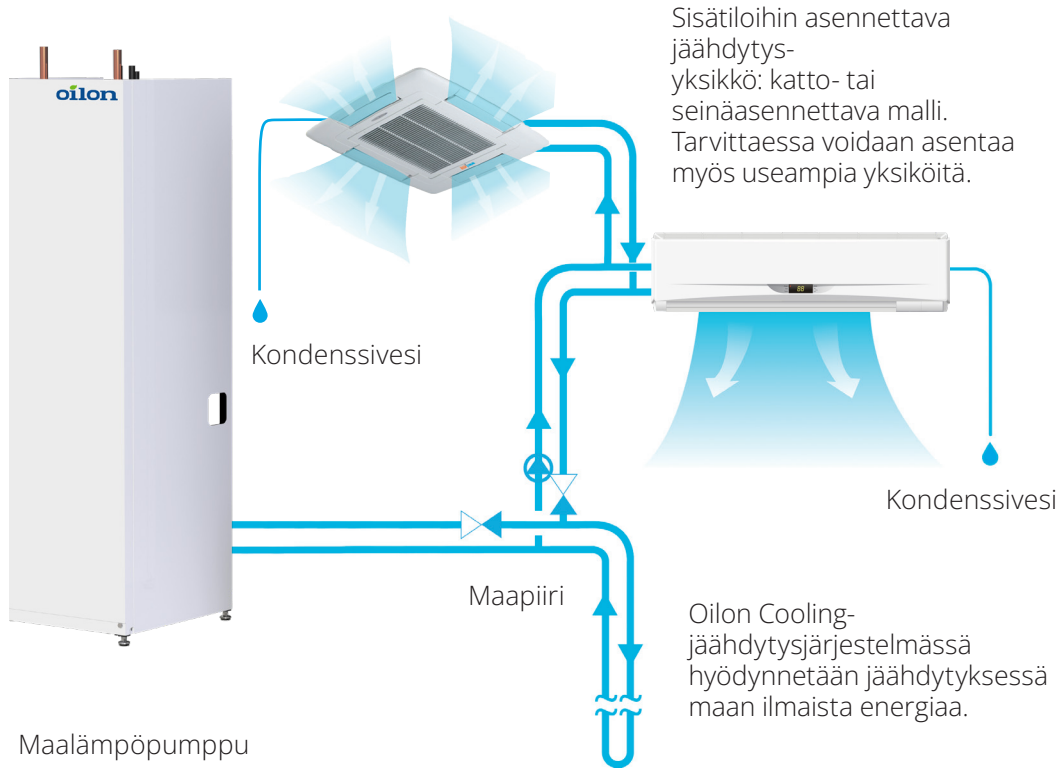 oilon
Sisätiloihin asennettava
jäähdytys-
yksikkö: katto- tai
seinäasennettava malli.
Tarvittaessa voidaan asentaa
myös useampia yksiköitä.
Kondenssivesi
88
Kondenssivesi
Maapiiri
Oilon Cooling-
jäähdytysjärjestelmässä
hyödynnetään jäähdytyksessä
maan ilmaista energiaa.
Maalämpöpumppu